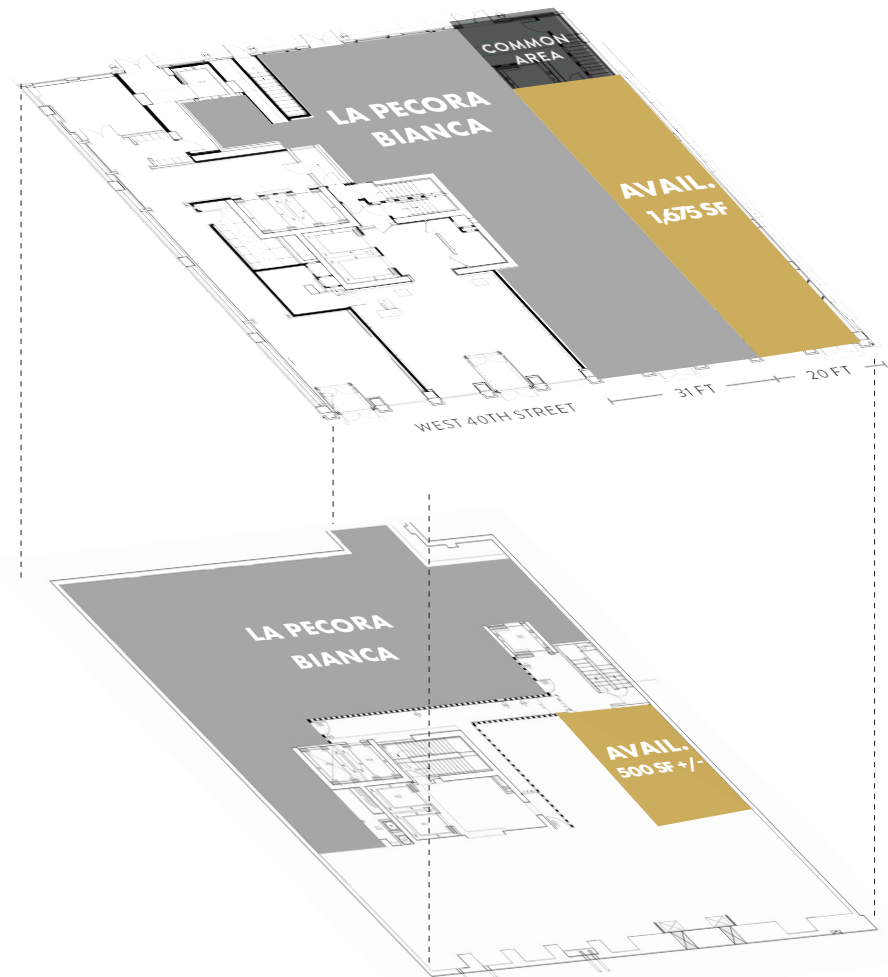 COMMON
AREA
LA PECORA
BIANCA
AVAIL.
1,675 SF
WEST 40TH STREET
31 FT
20 FT
LA PECORA
BIANCA
AVAIL.
500 SF +/-